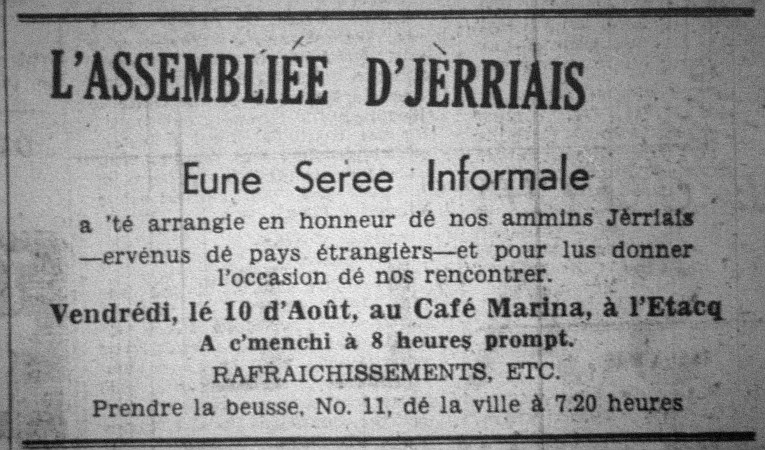 L'ASSEMBLIÉE D'JÈRRIAIS
Eune Seree Informale
a 'té arrangie en honneur dé nos ammins Jèrriais
—ervénus dé pays étrangièrs—et pour lus donner
l'occasion dé nos rencontrer.
Vendrédi, lé 10 d'Août, au Café Marina, à l'Etacq
A c'menchi à 8 heures prompt.
RAFRAICHISSEMENTS, ETC.
Prendre la beusse, No. 11, dé la ville à 7.20 heures